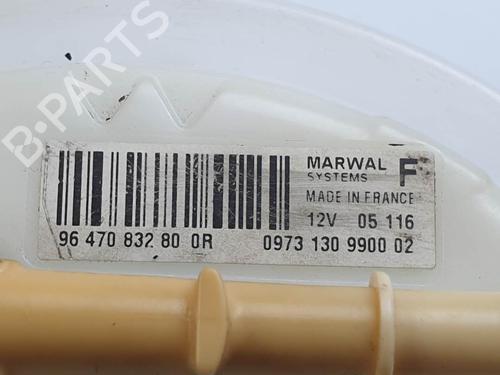 B-PARTS
MARWAL F
SYSTEMS
MADE IN FRANCE
12V 05 116
96 470 832 80 0R 0973 130 9900 02